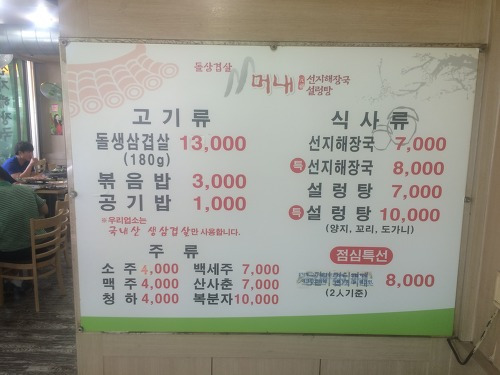 돌삼겹살
머내
선지해장국
설렁탕
고기류
돌생삼겹살 13,000
(180g)
볶음밥 3,000
공기밥 1,000
※우리업소는
국내산 생삼겹살만 사용합니다.
주류
소주 4,000 백세주 7,000
맥주 4,000 산사춘 7,000
청하 4,000 복분자 10,000
식사류
선지해장국 7,000
특 선지해장국 8,000
설렁탕 7,000
특 설렁탕 10,000
(양지, 꼬리, 도가니)
점심특선
8,000
(2人기준)